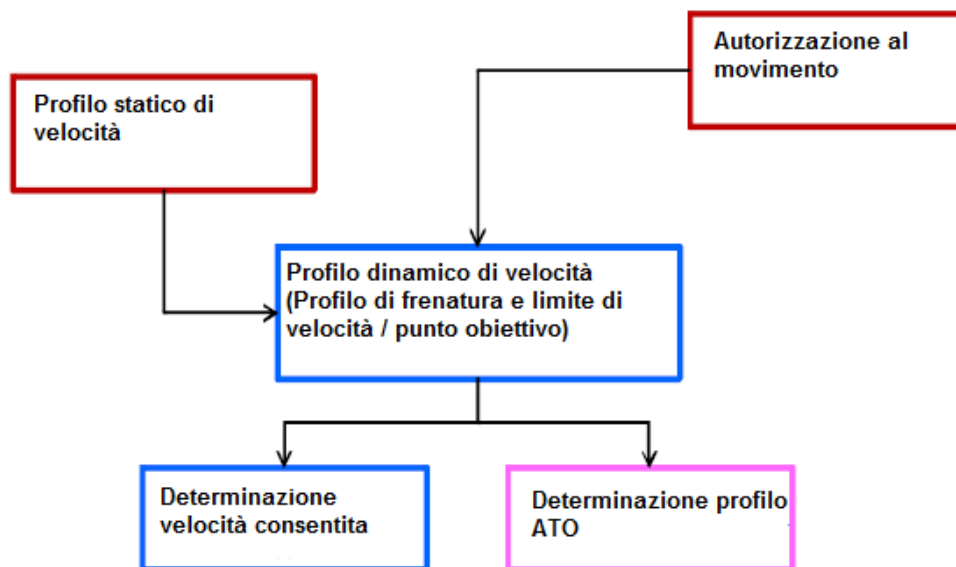 Autorizzazione al
movimento
Profilo statico di
velocità
Profilo dinamico di velocità
(Profilo di frenatura e limite di
velocità / punto obiettivo)
Determinazione
velocità consentita
Determinazione profilo
ATO